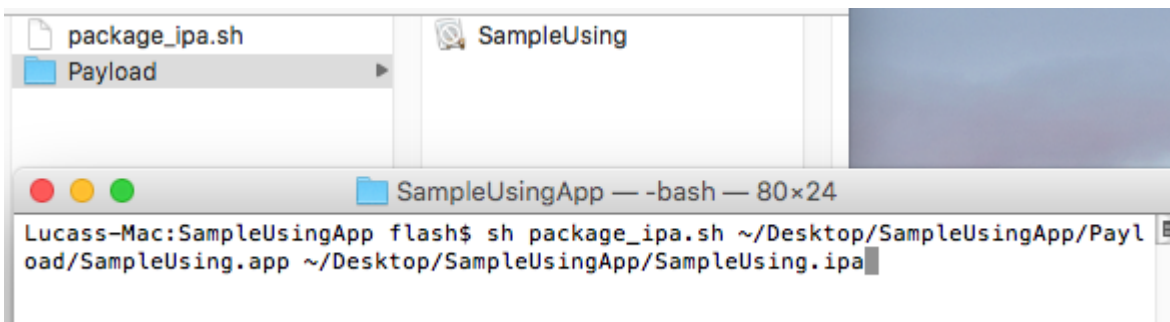 package_ipa.sh
SampleUsing
Payload
SampleUsingApp — -bash — 80×24
Lucass-Mac:SampleUsingApp flash$ sh package_ipa.sh ~/Desktop/SampleUsingApp/Payl
oad/SampleUsing.app ~/Desktop/SampleUsingApp/SampleUsing.ipa